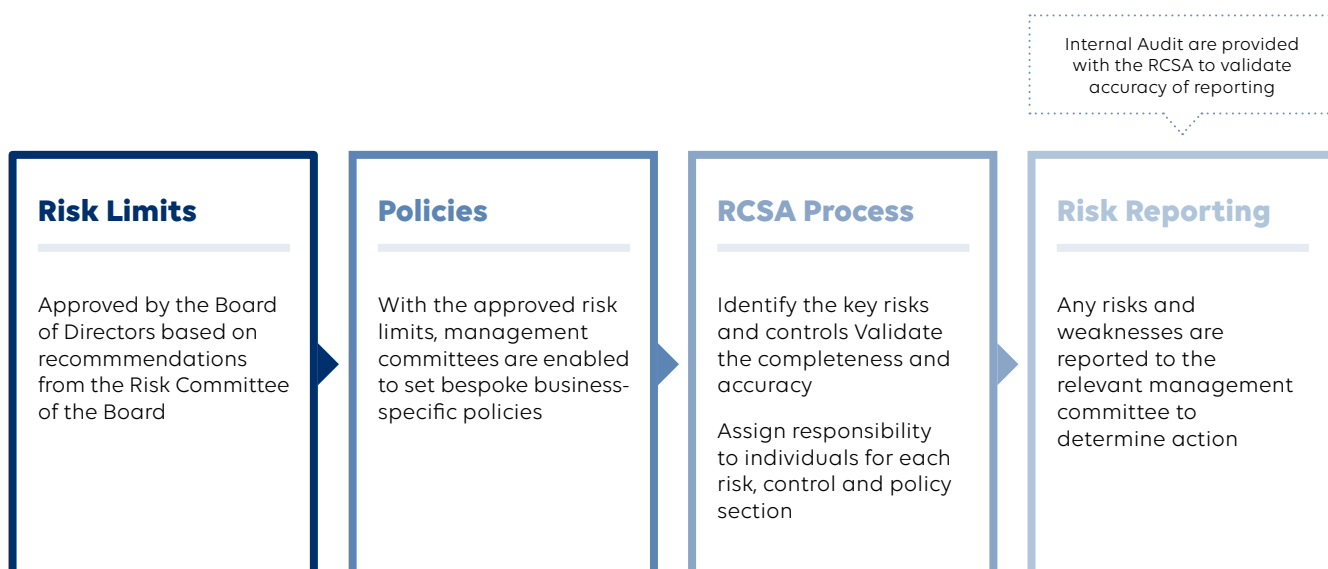 Internal Audit are provided
with the RCSA to validate
accuracy of reporting
Risk Limits
Approved by the Board
of Directors based on
recommmendations
from the Risk Committee
of the Board
Policies
With the approved risk
limits, management
committees are enabled
to set bespoke business-
specific policies
RCSA Process
Identify the key risks
and controls Validate
the completeness and
accuracy
Assign responsibility
to individuals for each
risk, control and policy
section
Risk Reporting
Any risks and
weaknesses are
reported to the
relevant management
committee to
determine action